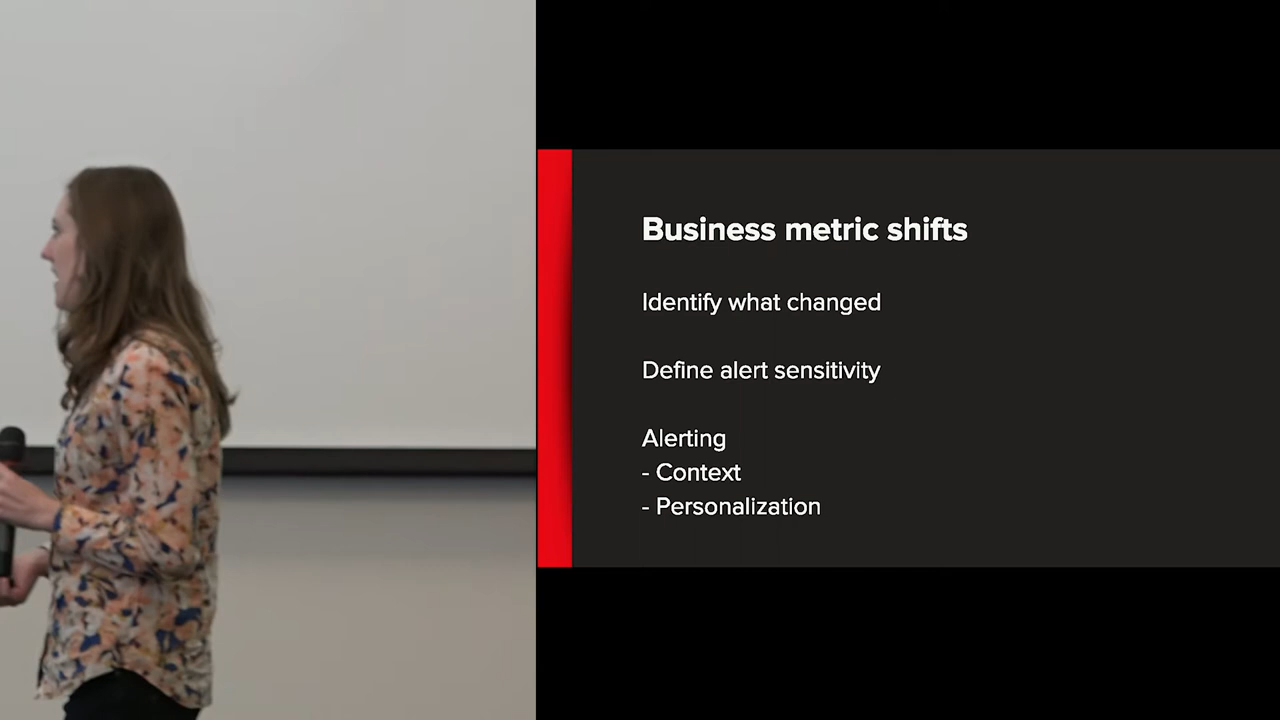 Business metric shifts
Identify what changed
Define alert sensitivity
Alerting
- Context
- Personalization